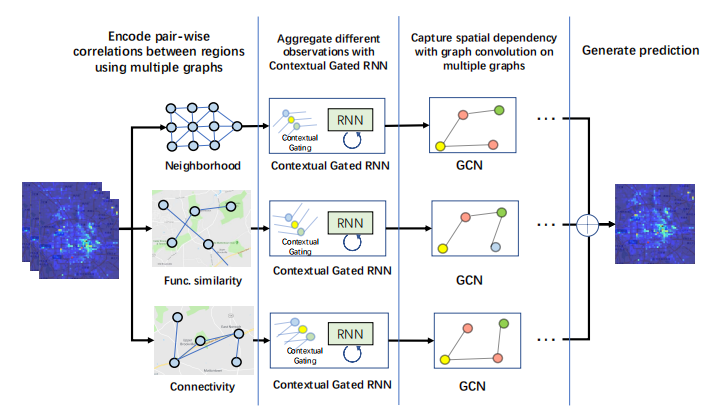 Encode pair-wise
correlations between regions
using multiple graphs
Aggregate different
observations with
Contextual Gated RNN
Capture spatial dependency
with graph convolution on
multiple graphs
Generate prediction
Neighborhood
RNN
Contextual
Gating
Contextual Gated RNN
GCN
...
Func. similarity
RNN
Contextual
Gating
Contextual Gated RNN
GCN
...
Connectivity
RNN
Contextual
Gating
Contextual Gated RNN
GCN
...